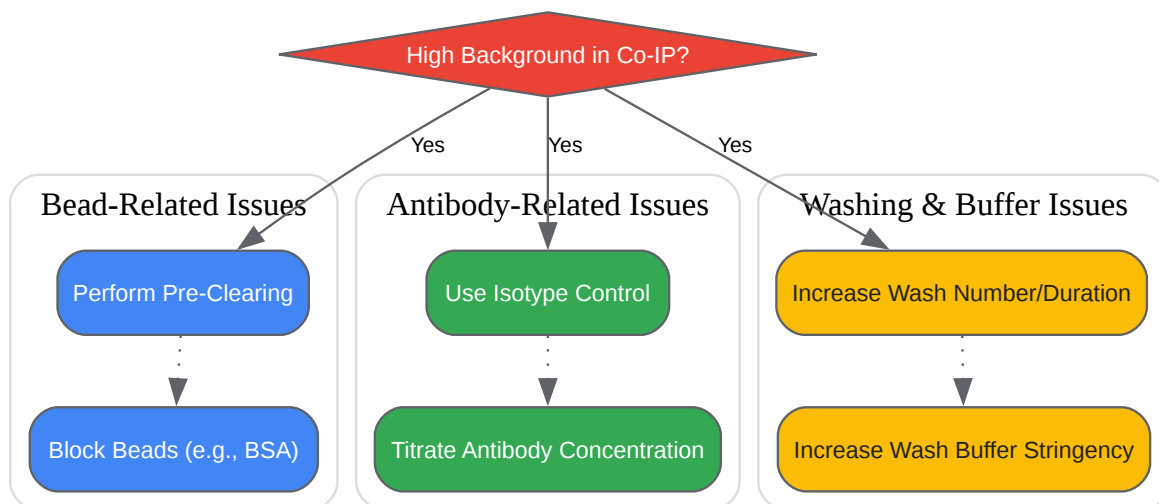 High Background in Co-IP?
Yes
Yes
Yes
Bead-Related Issues
Antibody-Related Issues
Washing & Buffer Issues
Perform Pre-Clearing
Use Isotype Control
Increase Wash Number/Duration
Block Beads (e.g., BSA)
Titrate Antibody Concentration
Increase Wash Buffer Stringency